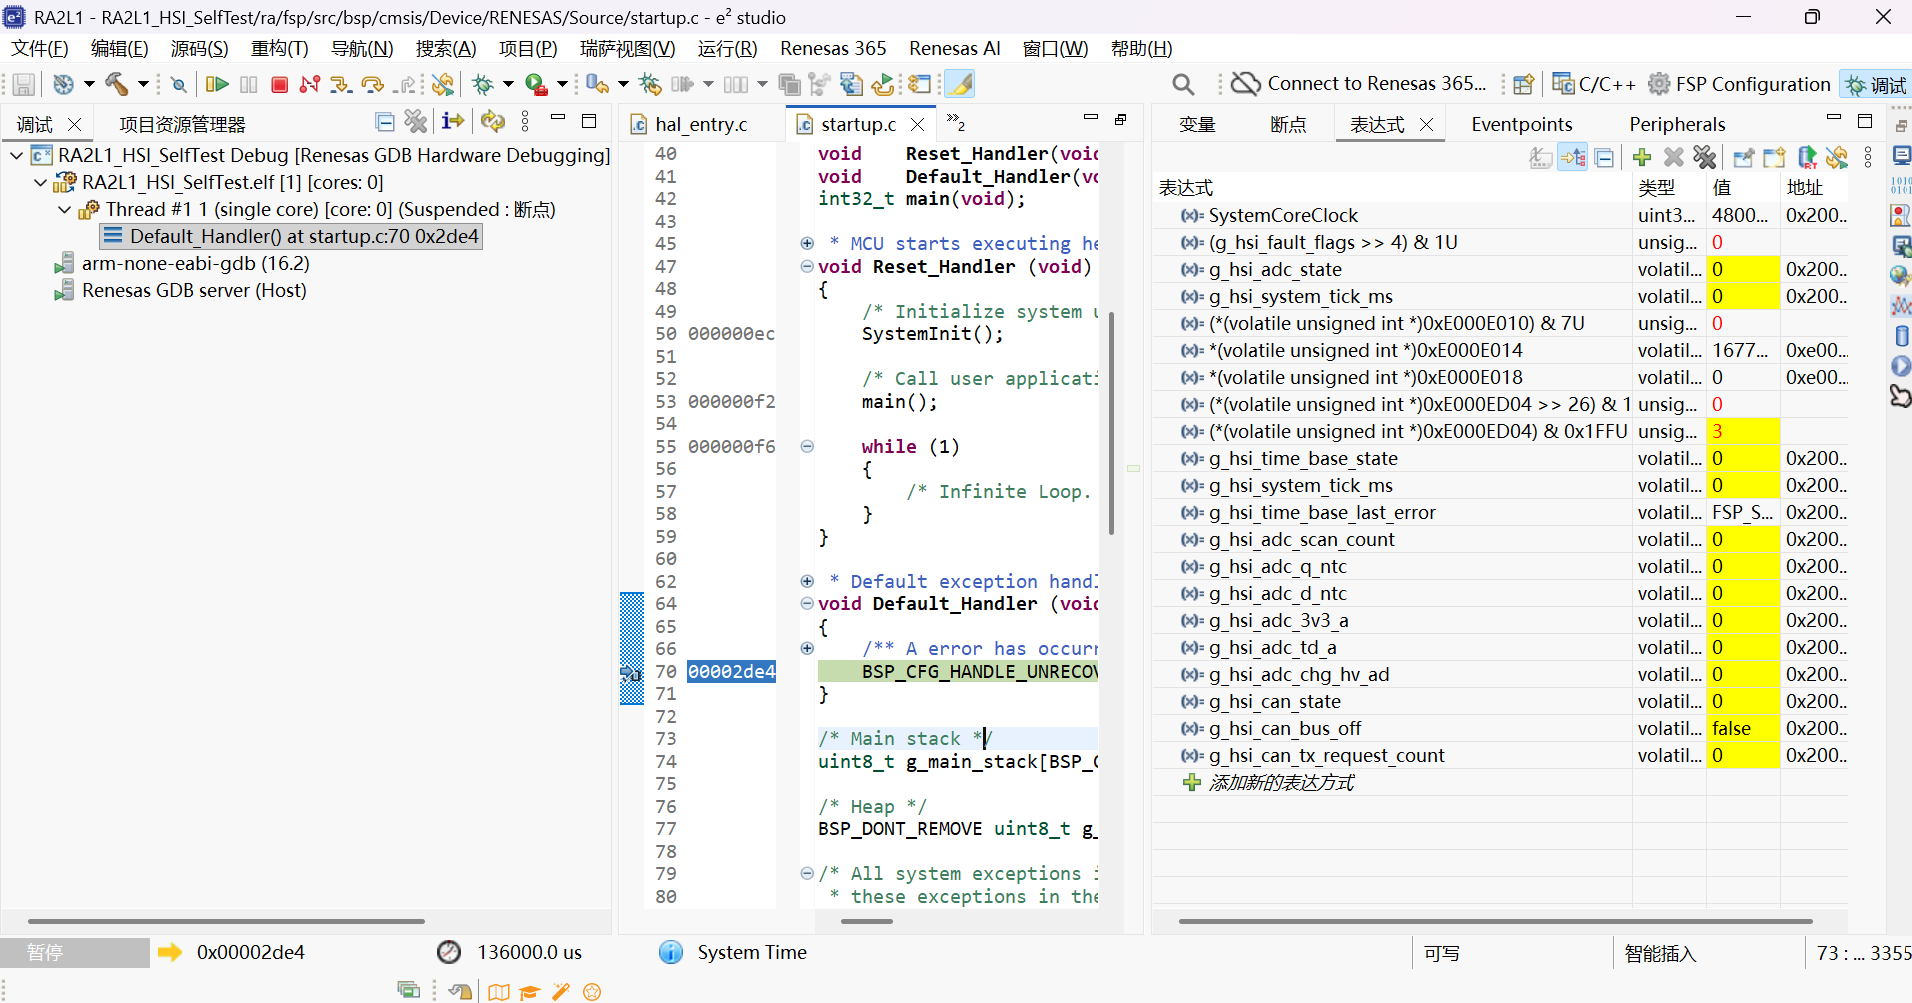 RA2L1 - RA2L1_HSI_SelfTest/ra/fsp/src/bsp/cmsis/Device/RENESAS/Source/startup.c - e² studio
文件(F) 编辑(E) 源码(S) 重构(T) 导航(N) 搜索(A) 项目(P) 瑞萨视图(V) 运行(R) Renesas 365 Renesas AI 窗口(W) 帮助(H)
Connect to Renesas 365... C/C++ FSP Configuration 调试
调试 项目资源管理器
RA2L1_HSI_SelfTest Debug [Renesas GDB Hardware Debugging]
RA2L1_HSI_SelfTest.elf [1] [cores: 0]
Thread #1 1 (single core) [core: 0] (Suspended : 断点)
Default_Handler() at startup.c:70 0x2de4
arm-none-eabi-gdb (16.2)
Renesas GDB server (Host)
hal_entry.c startup.c »2
40 void Reset_Handler(voi
41 void Default_Handler(v
42 int32_t main(void);
43
45 * MCU starts executing he
47 void Reset_Handler (void)
48 {
49 /* Initialize system u
50 000000ec SystemInit();
51
52 /* Call user applicati
53 000000f2 main();
54
55 000000f6 while (1)
56 {
57 /* Infinite Loop.
58 }
59 }
60
62 * Default exception handl
64 void Default_Handler (voi
65 {
66 /** A error has occurr
70 00002de4 BSP_CFG_HANDLE_UNRECOV
71 }
72
73 /* Main stack */
74 uint8_t g_main_stack[BSP_C
75
76 /* Heap */
77 BSP_DONT_REMOVE uint8_t g_
78
79 /* All system exceptions i
80 * these exceptions in the
变量 断点 表达式 Eventpoints Peripherals
表达式 类型 值 地址
(x)= SystemCoreClock uint3... 4800... 0x200...
(x)= (g_hsi_fault_flags >> 4) & 1U unsig... 0
(x)= g_hsi_adc_state volatil... 0 0x200...
(x)= g_hsi_system_tick_ms volatil... 0 0x200...
(x)= (*(volatile unsigned int *)0xE000E010) & 7U unsig... 0
(x)= *(volatile unsigned int *)0xE000E014 volatil... 1677... 0xe00...
(x)= *(volatile unsigned int *)0xE000E018 volatil... 0 0xe00...
(x)= (*(volatile unsigned int *)0xE000ED04 >> 26) & 1 unsig... 0
(x)= (*(volatile unsigned int *)0xE000ED04) & 0x1FFU unsig... 3
(x)= g_hsi_time_base_state volatil... 0 0x200...
(x)= g_hsi_system_tick_ms volatil... 0 0x200...
(x)= g_hsi_time_base_last_error volatil... FSP_S... 0x200...
(x)= g_hsi_adc_scan_count volatil... 0 0x200...
(x)= g_hsi_adc_q_ntc volatil... 0 0x200...
(x)= g_hsi_adc_d_ntc volatil... 0 0x200...
(x)= g_hsi_adc_3v3_a volatil... 0 0x200...
(x)= g_hsi_adc_td_a volatil... 0 0x200...
(x)= g_hsi_adc_chg_hv_ad volatil... 0 0x200...
(x)= g_hsi_can_state volatil... 0 0x200...
(x)= g_hsi_can_bus_off volatil... false 0x200...
(x)= g_hsi_can_tx_request_count volatil... 0 0x200...
添加新的表达方式
暂停 0x00002de4 136000.0 us System Time 可写 智能插入 73 : ... 3355